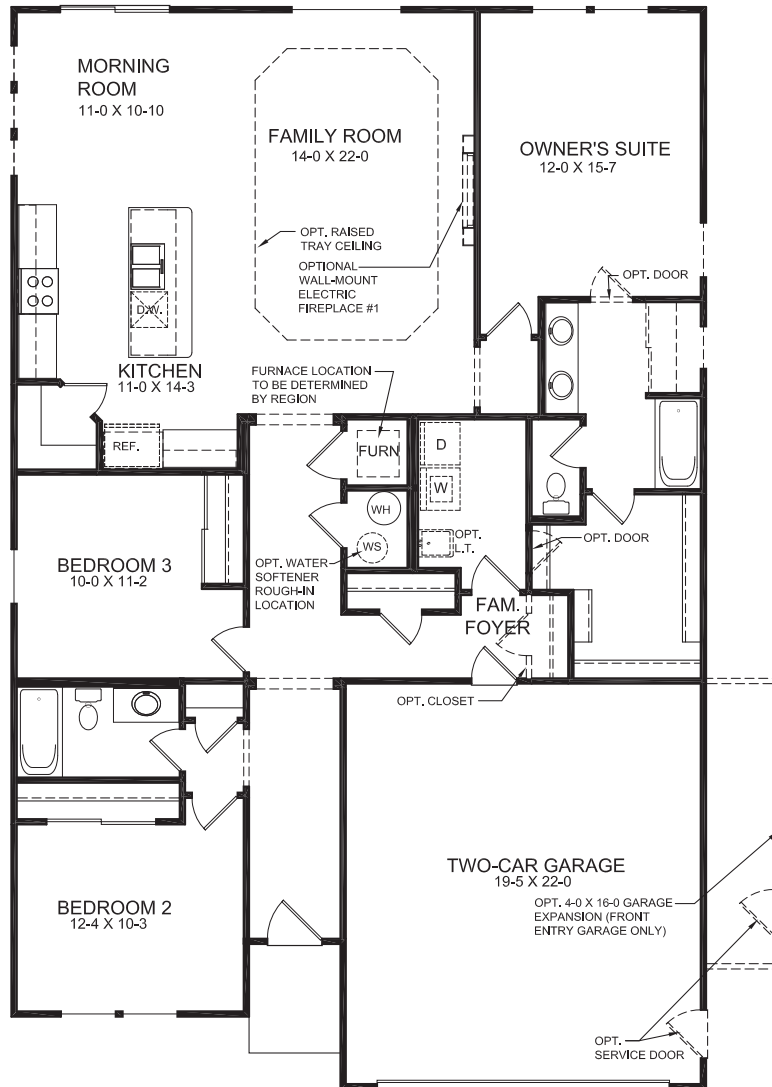 MORNING
ROOM
11-0 X 10-10
FAMILY ROOM
14-0 X 22-0
OWNER'S SUITE
12-0 X 15-7
OPT. RAISED
TRAY CEILING
OPTIONAL
WALL-MOUNT
ELECTRIC
FIREPLACE #1
OPT. DOOR
D.W.
KITCHEN
11-0 X 14-3
FURNACE LOCATION
TO BE DETERMINED
BY REGION
REF.
FURN
D
W
WH
WS
OPT.
L.T.
OPT. DOOR
BEDROOM 3
10-0 X 11-2
OPT. WATER
SOFTENER
ROUGH-IN
LOCATION
FAM.
FOYER
OPT. CLOSET
TWO-CAR GARAGE
19-5 X 22-0
OPT. 4-0 X 16-0 GARAGE
EXPANSION (FRONT
ENTRY GARAGE ONLY)
BEDROOM 2
12-4 X 10-3
OPT.
SERVICE DOOR